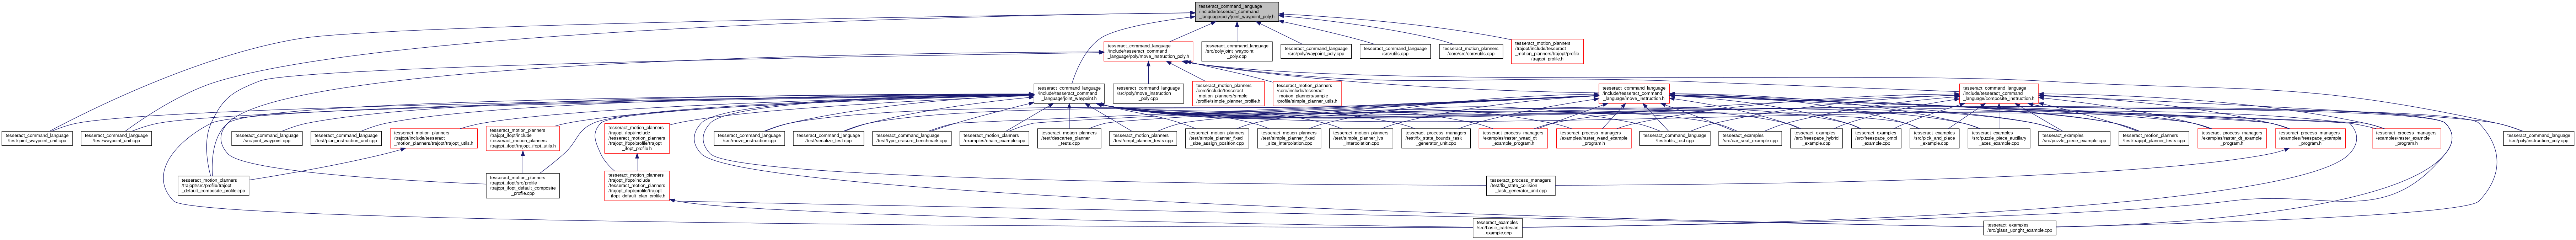 tesseract_command_language
/include/tesseract_command
_language/poly/joint_waypoint_poly.h
tesseract_command_language
/include/tesseract_command
_language/poly/move_instruction_poly.h
tesseract_command_language
/src/poly/joint_waypoint
_poly.cpp
tesseract_command_language
/src/poly/waypoint_poly.cpp
tesseract_command_language
/src/utils.cpp
tesseract_motion_planners
/core/src/core/utils.cpp
tesseract_motion_planners
/trajopt/include/tesseract
_motion_planners/trajopt/profile
/trajopt_profile.h
tesseract_command_language
/include/tesseract_command
_language/joint_waypoint.h
tesseract_command_language
/src/poly/move_instruction
_poly.cpp
tesseract_motion_planners
/core/include/tesseract
_motion_planners/simple
/profile/simple_planner_profile.h
tesseract_motion_planners
/core/include/tesseract
_motion_planners/simple
/profile/simple_planner_utils.h
tesseract_command_language
/include/tesseract_command
_language/move_instruction.h
tesseract_command_language
/include/tesseract_command
_language/composite_instruction.h
tesseract_command_language
/test/joint_waypoint_unit.cpp
tesseract_command_language
/test/waypoint_unit.cpp
tesseract_command_language
/src/joint_waypoint.cpp
tesseract_command_language
/test/plan_instruction_unit.cpp
tesseract_motion_planners
/trajopt/include/tesseract
_motion_planners/trajopt/trajopt_utils.h
tesseract_motion_planners
/trajopt_ifopt/include
/tesseract_motion_planners
/trajopt_ifopt/trajopt_ifopt_utils.h
tesseract_motion_planners
/trajopt_ifopt/include
/tesseract_motion_planners
/trajopt_ifopt/profile/trajopt
_ifopt_profile.h
tesseract_command_language
/src/move_instruction.cpp
tesseract_command_language
/test/serialize_test.cpp
tesseract_command_language
/test/type_erasure_benchmark.cpp
tesseract_motion_planners
/examples/chain_example.cpp
tesseract_motion_planners
/test/descartes_planner
_tests.cpp
tesseract_motion_planners
/test/ompl_planner_tests.cpp
tesseract_motion_planners
/test/simple_planner_fixed
_size_assign_position.cpp
tesseract_motion_planners
/test/simple_planner_fixed
_size_interpolation.cpp
tesseract_motion_planners
/test/simple_planner_lvs
_interpolation.cpp
tesseract_process_managers
/test/fix_state_bounds_task
_generator_unit.cpp
tesseract_process_managers
/examples/raster_example
_program.h
tesseract_process_managers
/examples/raster_waad_example
_program.h
tesseract_command_language
/test/utils_test.cpp
tesseract_examples
/src/car_seat_example.cpp
tesseract_examples
/src/freespace_hybrid
_example.cpp
tesseract_examples
/src/freespace_ompl
_example.cpp
tesseract_examples
/src/pick_and_place
_example.cpp
tesseract_examples
/src/puzzle_piece_auxillary
_axes_example.cpp
tesseract_examples
/src/puzzle_piece_example.cpp
tesseract_motion_planners
/test/trajopt_planner_tests.cpp
tesseract_process_managers
/examples/raster_dt_example
_program.h
tesseract_process_managers
/examples/freespace_example
_program.h
tesseract_process_managers
/examples/raster_example
_program.h
tesseract_command_language
/src/poly/instruction_poly.cpp
tesseract_motion_planners
/trajopt/src/profile/trajopt
_default_composite_profile.cpp
tesseract_motion_planners
/trajopt_ifopt/src/profile
/trajopt_ifopt_default_composite
_profile.cpp
tesseract_motion_planners
/trajopt_ifopt/include
/tesseract_motion_planners
/trajopt_ifopt/profile/trajopt
_ifopt_default_plan_profile.h
tesseract_process_managers
/test/fix_state_collision
_task_generator_unit.cpp
tesseract_examples
/src/basic_cartesian
_example.cpp
tesseract_examples
/src/glass_upright_example.cpp